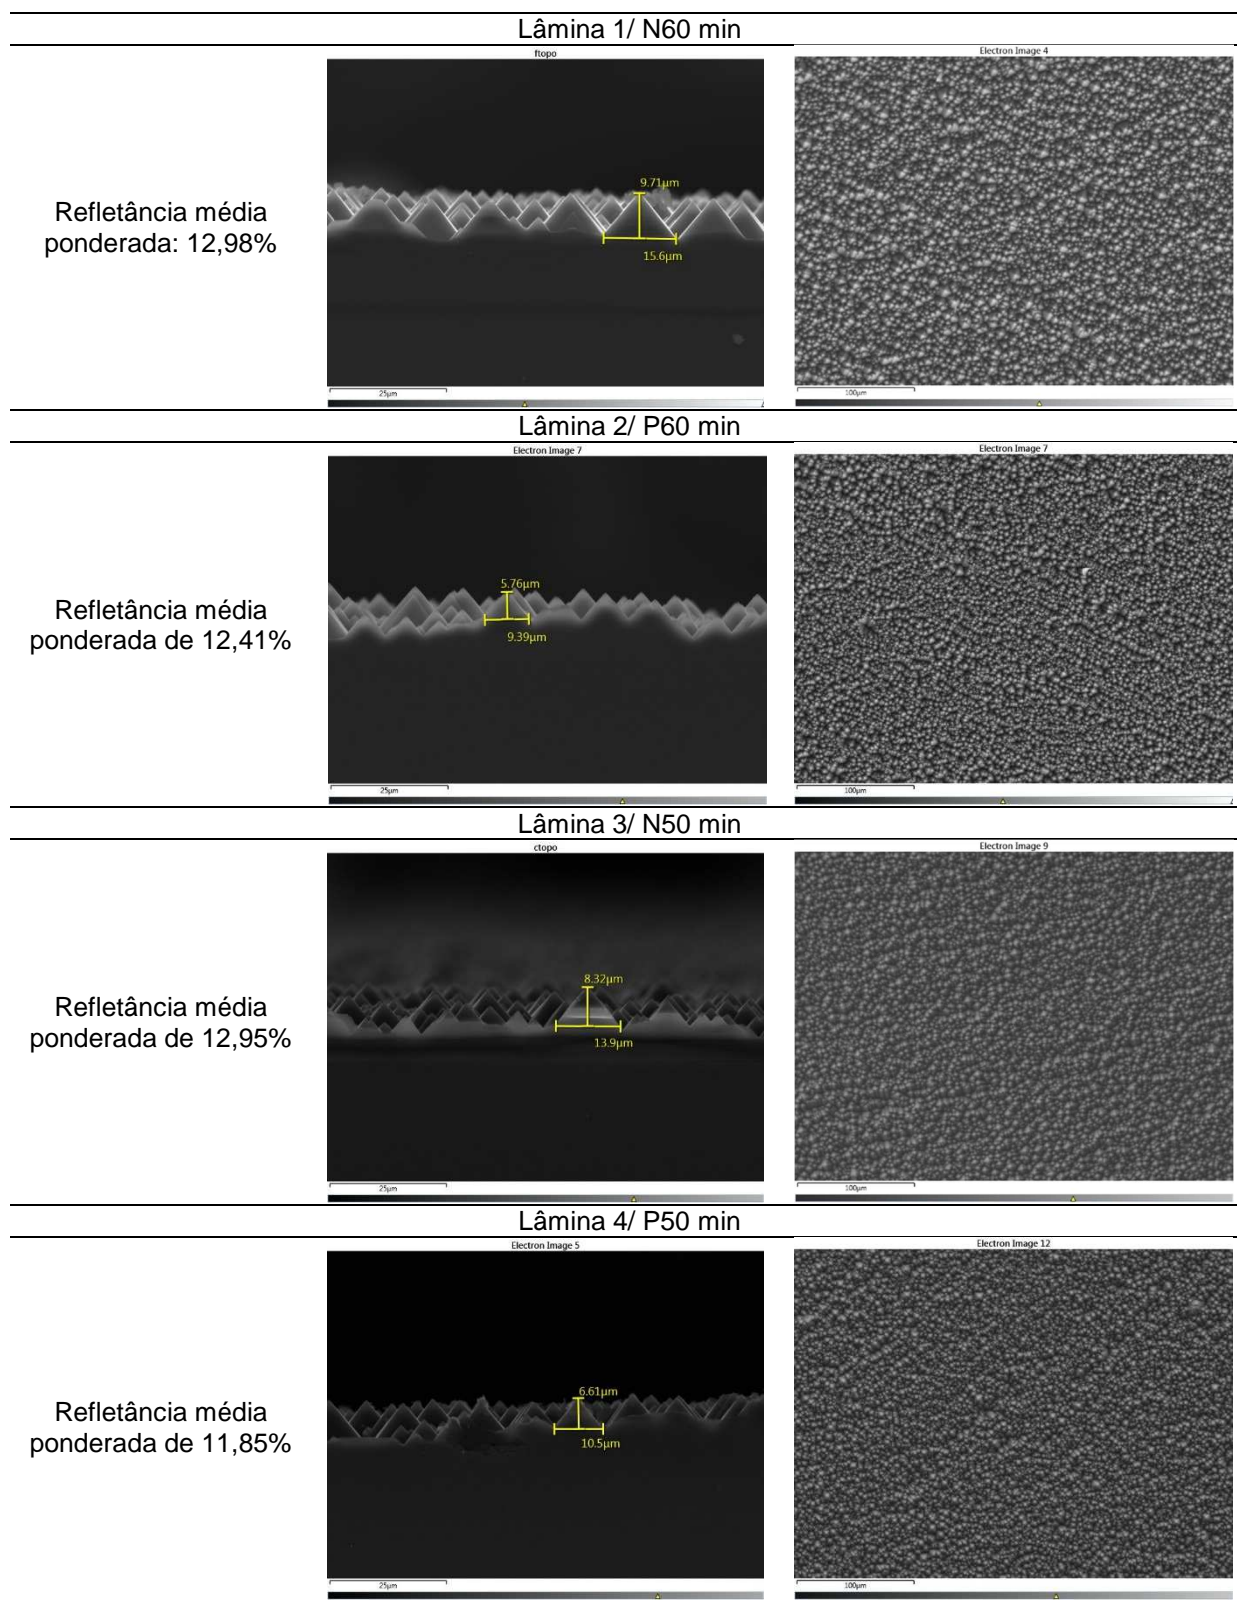 Lâmina 1/ N60 min
ftopo
Electron Image 4
Refletância média
ponderada: 12,98%
9.71µm
15.6µm
25µm
100µm
Lâmina 2/ P60 min
Electron Image 7
Electron Image 7
Refletância média
ponderada de 12,41%
5.76µm
9.39µm
25µm
100µm
Lâmina 3/ N50 min
ctopo
Electron Image 9
Refletância média
ponderada de 12,95%
8.32µm
13.9µm
25µm
100µm
Lâmina 4/ P50 min
Electron Image 5
Electron Image 12
Refletância média
ponderada de 11,85%
6.61µm
10.5µm
25µm
100µm